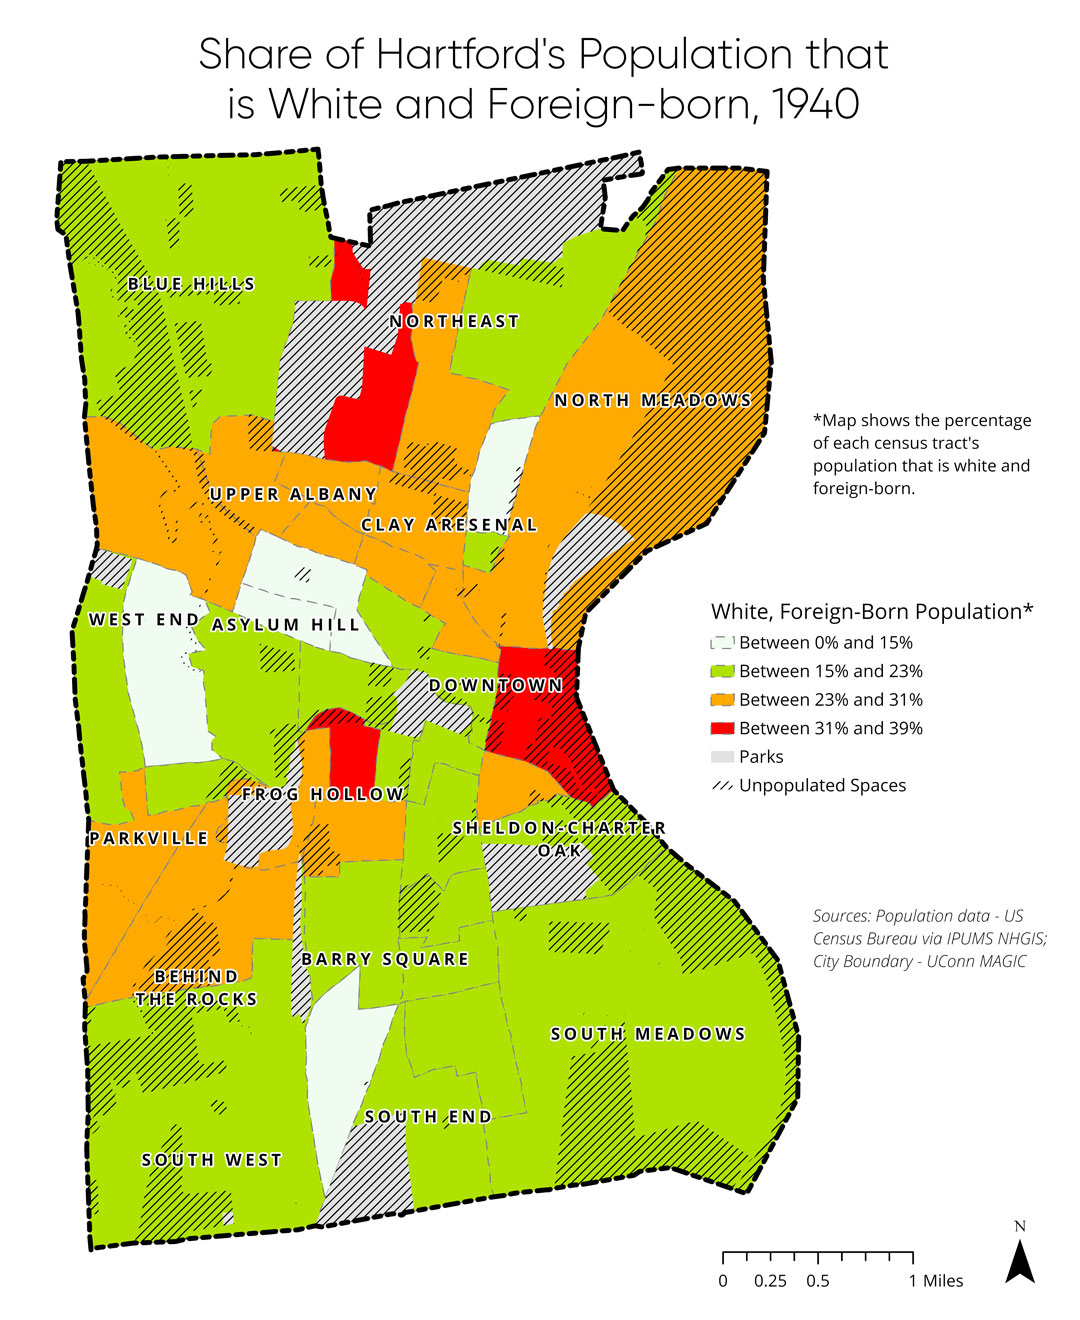 Share of Hartford's Population that
is White and Foreign-born, 1940
BLUE HILLS
NORTHEAST
NORTH MEADOWS
*Map shows the percentage
of each census tract's
population that is white and
foreign-born.
UPPER ALBANY
CLAY ARESENAL
WEST END
ASYLUM HILL
White, Foreign-Born Population*
Between 0% and 15%
Between 15% and 23%
Between 23% and 31%
Between 31% and 39%
Parks
Unpopulated Spaces
DOWNTOWN
FROG HOLLOW
SHELDON-CHARTER
OAK
PARKVILLE
Sources: Population data - US
Census Bureau via IPUMS NHGIS;
City Boundary - UConn MAGIC
BARRY SQUARE
BEHIND
THE ROCKS
SOUTH MEADOWS
SOUTH END
SOUTH WEST
N
0 0.25 0.5 1 Miles